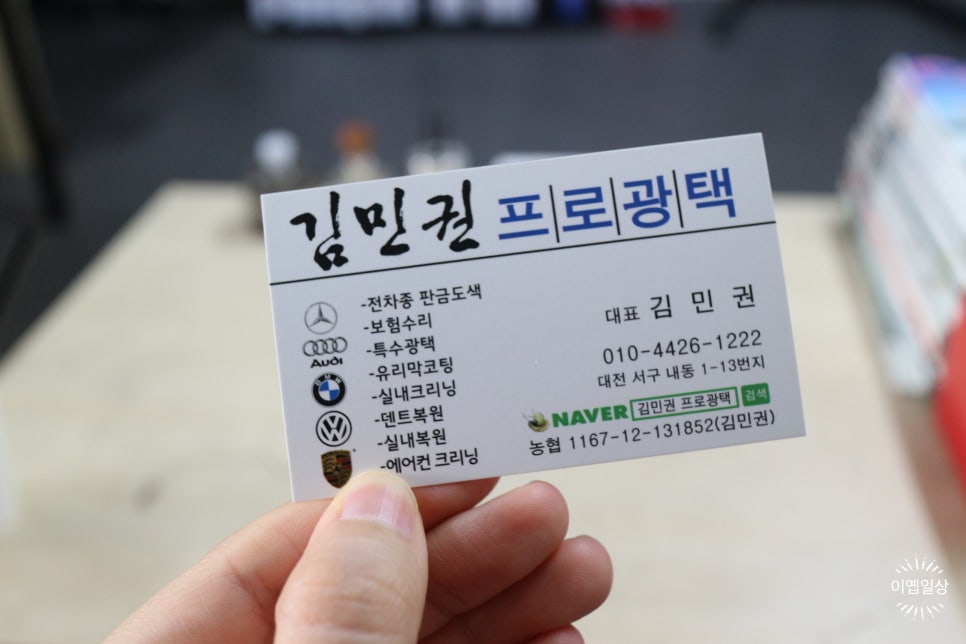 김민권 프로광택
-전차종 판금도색
-보험수리
-특수광택
-유리막코팅
-실내크리닝
-덴트복원
-실내복원
-에어컨 크리닝
Audi
대표 김 민 권
010-4426-1222
대전 서구 내동 1-13번지
NAVER 김민권 프로광택 검색
농협 1167-12-131852(김민권)
이옙일상